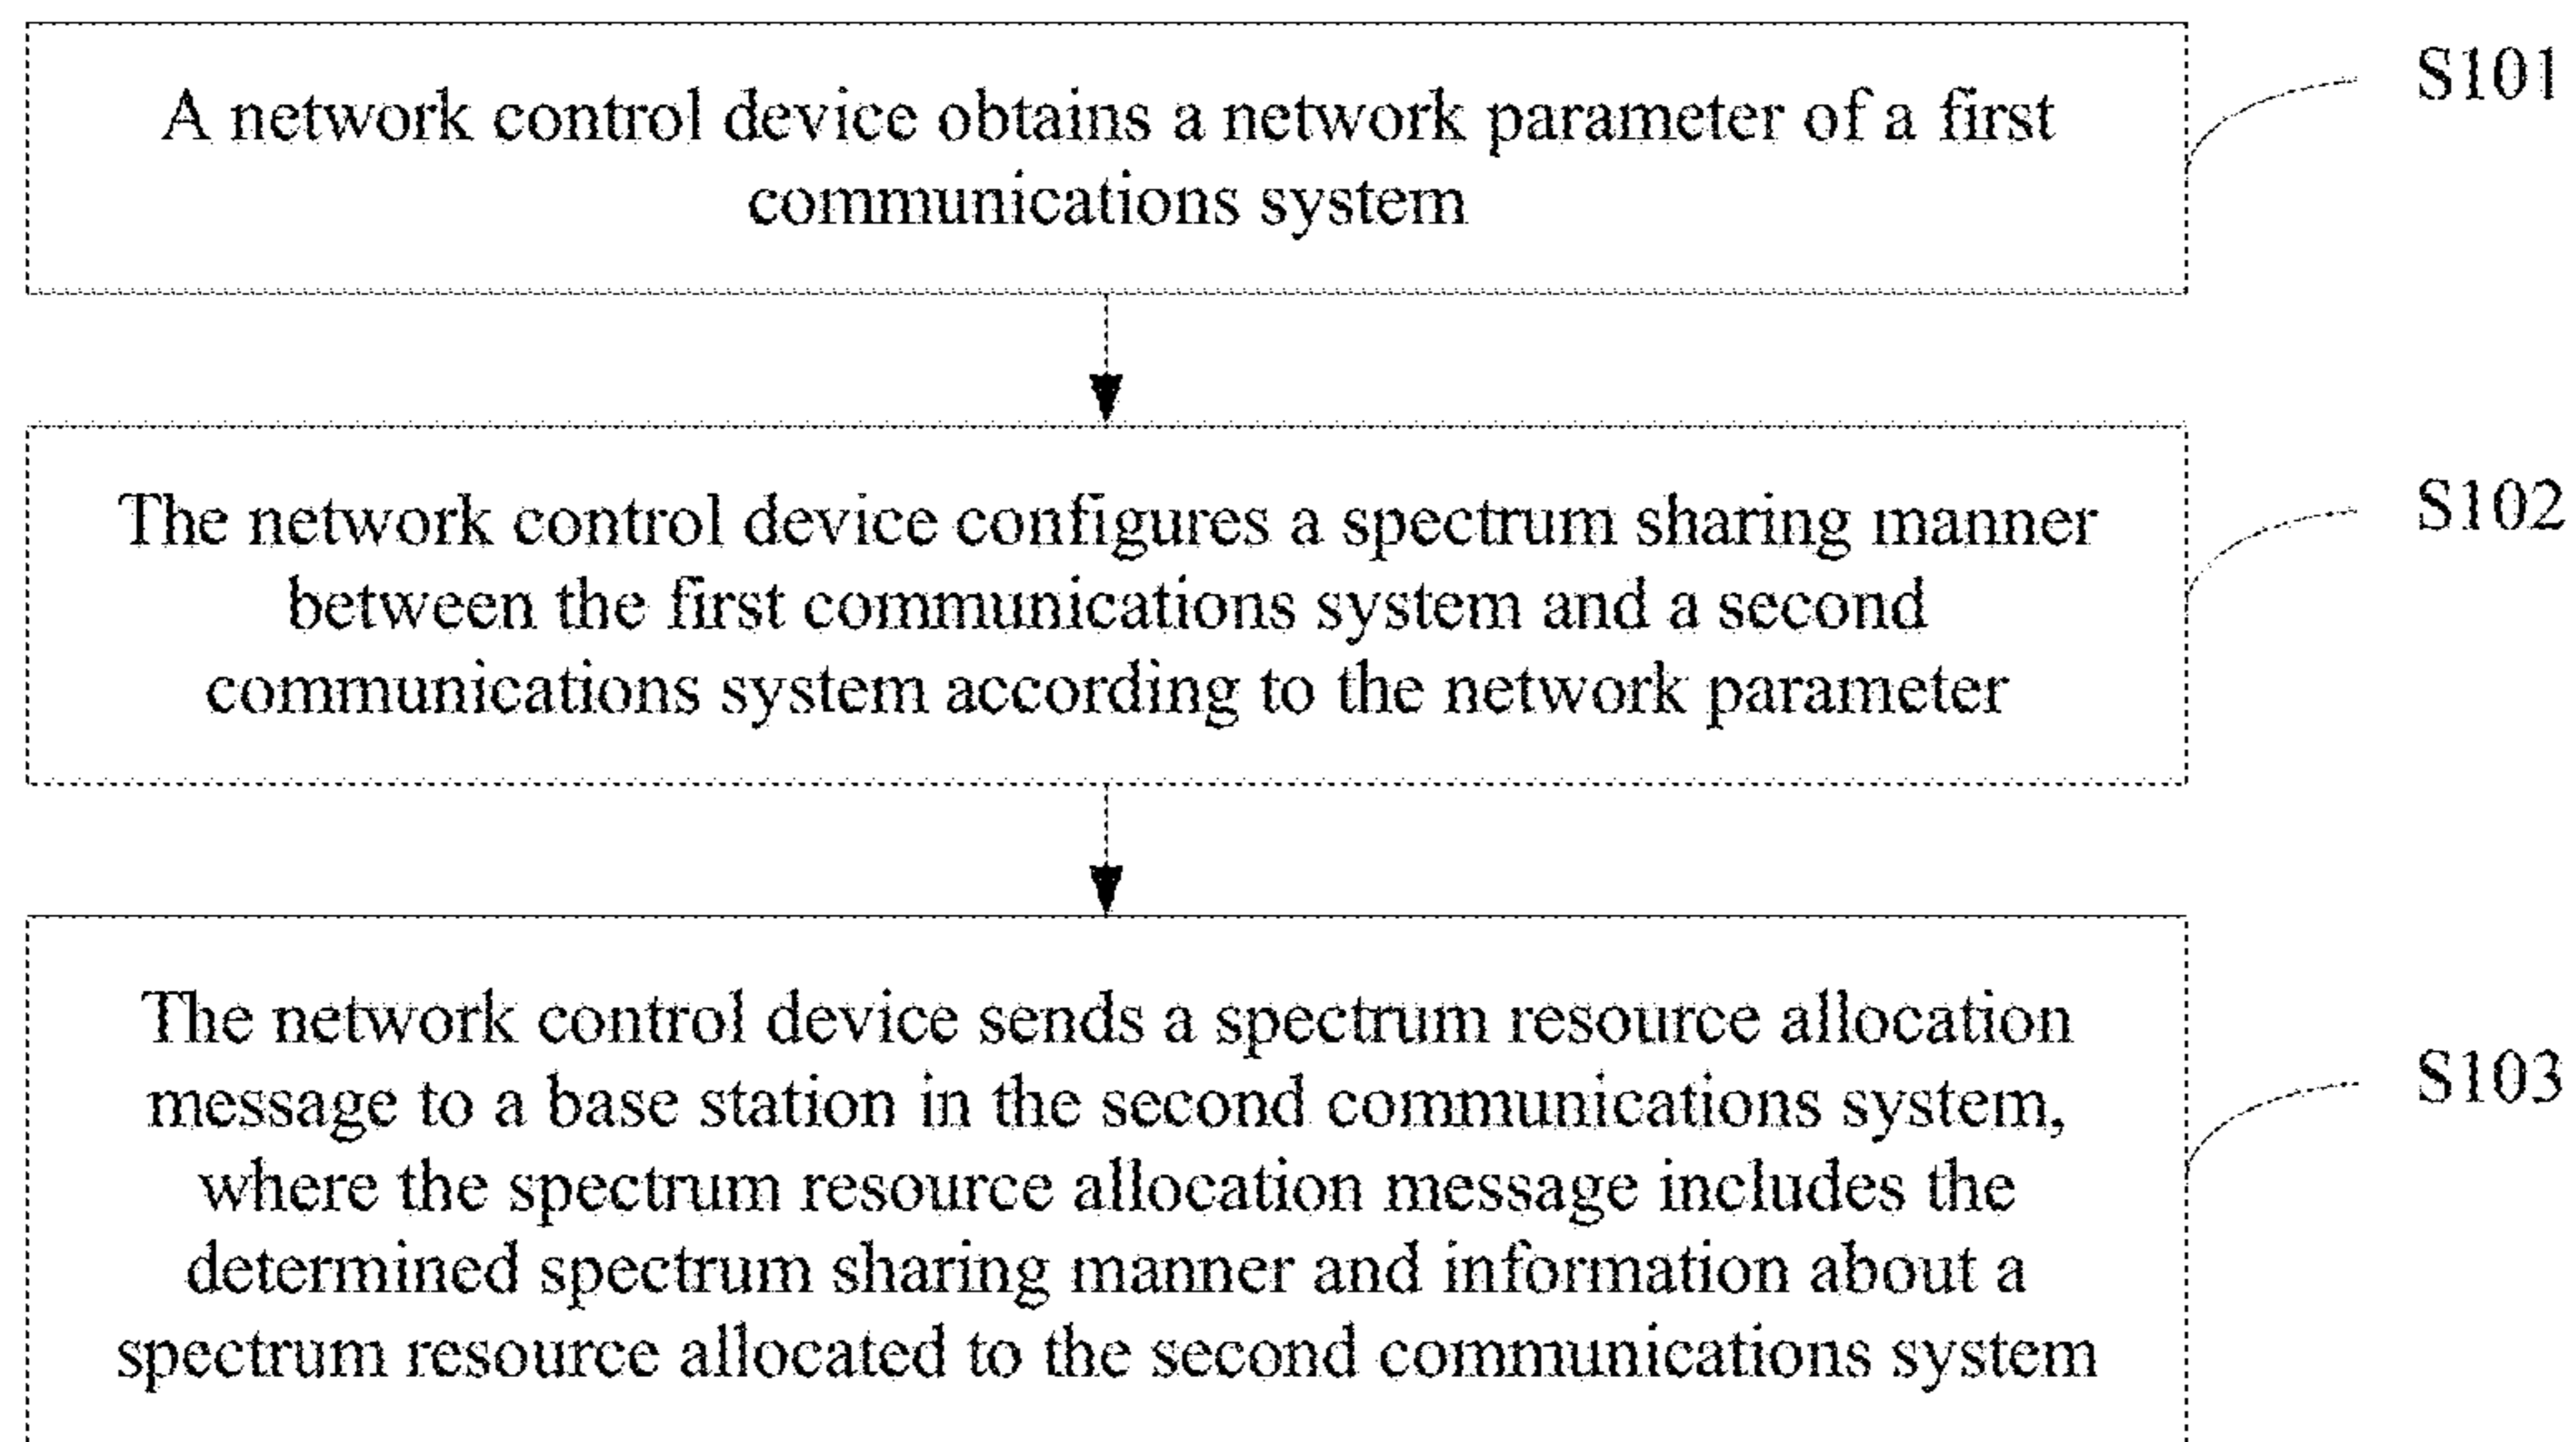 A network control device obtains a network parameter of a first
communications system
S101
The network control device configures a spectrum sharing manner
between the first communications system and a second
communications system according to the network parameter
S102
The network control device sends a spectrum resource allocation
message to a base station in the second communications system,
where the spectrum resource allocation message includes the
determined spectrum sharing manner and information about a
spectrum resource allocated to the second communications system
S103